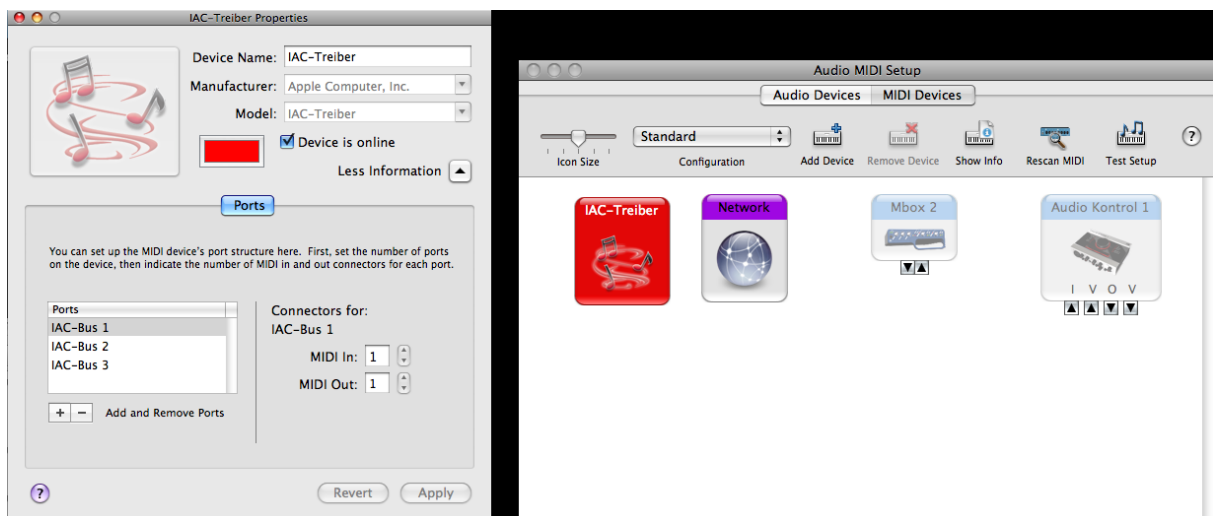 IAC-Treiber Properties
Device Name: IAC-Treiber
Manufacturer: Apple Computer, Inc.
Model: IAC-Treiber
Device is online
Less Information
Ports
You can set up the MIDI device's port structure here. First, set the number of ports
on the device, then indicate the number of MIDI in and out connectors for each port.
Ports
IAC-Bus 1
IAC-Bus 2
IAC-Bus 3
+ − Add and Remove Ports
Connectors for:
IAC-Bus 1
MIDI In: 1
MIDI Out: 1
? Revert Apply
Audio MIDI Setup
Audio Devices MIDI Devices
Standard
Icon Size Configuration Add Device Remove Device Show Info Rescan MIDI Test Setup ?
IAC-Treiber Network Mbox 2 Audio Kontrol 1
I V O V